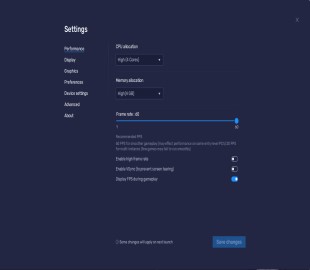 Settings
Performance
Display
Graphics
Preferences
Device settings
Advanced
About
CPU allocation
High (4 Cores)
Memory allocation
High (4 GB)
Frame rate: 60
1
60
Recommended FPS
Enable high frame rate
Enable VSync (to prevent screen tearing)
Display FPS during gameplay
Some changes will apply on next launch
Save changes